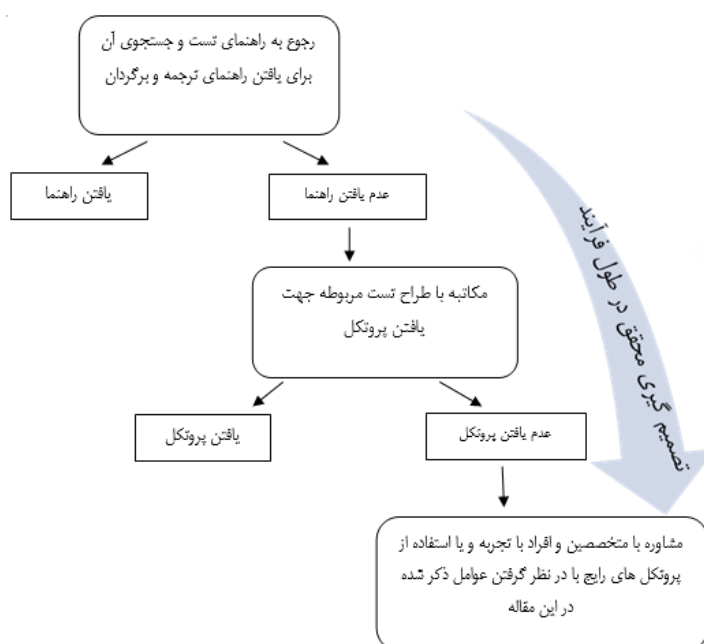 رجوع به راهنمای تست و جستجوی آن
برای یافتن راهنمای ترجمه و برگردان
یافتن راهنما
عدم یافتن راهنما
مکاتبه با طراح تست مربوطه جهت
یافتن پروتکل
یافتن پروتکل
عدم یافتن پروتکل
مشاوره با متخصصین و افراد با تجربه و یا استفاده از
پروتکل های رایج با در نظر گرفتن عوامل ذکر شده
در این مقاله
تصمیم گیری محقق در طول فرآیند